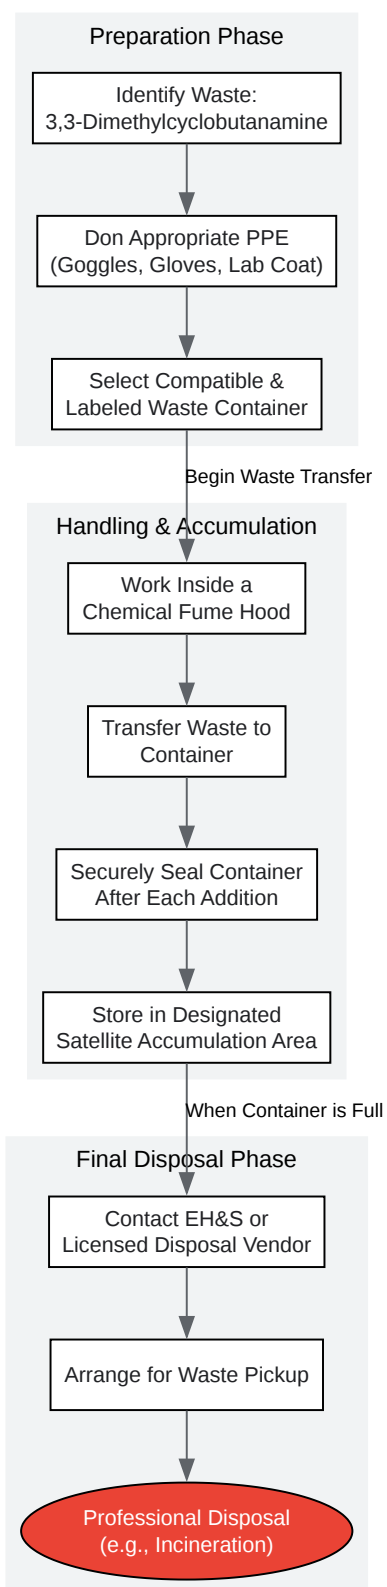 Preparation Phase
Identify Waste:
3,3-Dimethylcyclobutanamine
Don Appropriate PPE
(Goggles, Gloves, Lab Coat)
Select Compatible &
Labeled Waste Container
Begin Waste Transfer
Handling & Accumulation
Work Inside a
Chemical Fume Hood
Transfer Waste to
Container
Securely Seal Container
After Each Addition
Store in Designated
Satellite Accumulation Area
When Container is Full
Final Disposal Phase
Contact EH&S or
Licensed Disposal Vendor
Arrange for Waste Pickup
Professional Disposal
(e.g., Incineration)